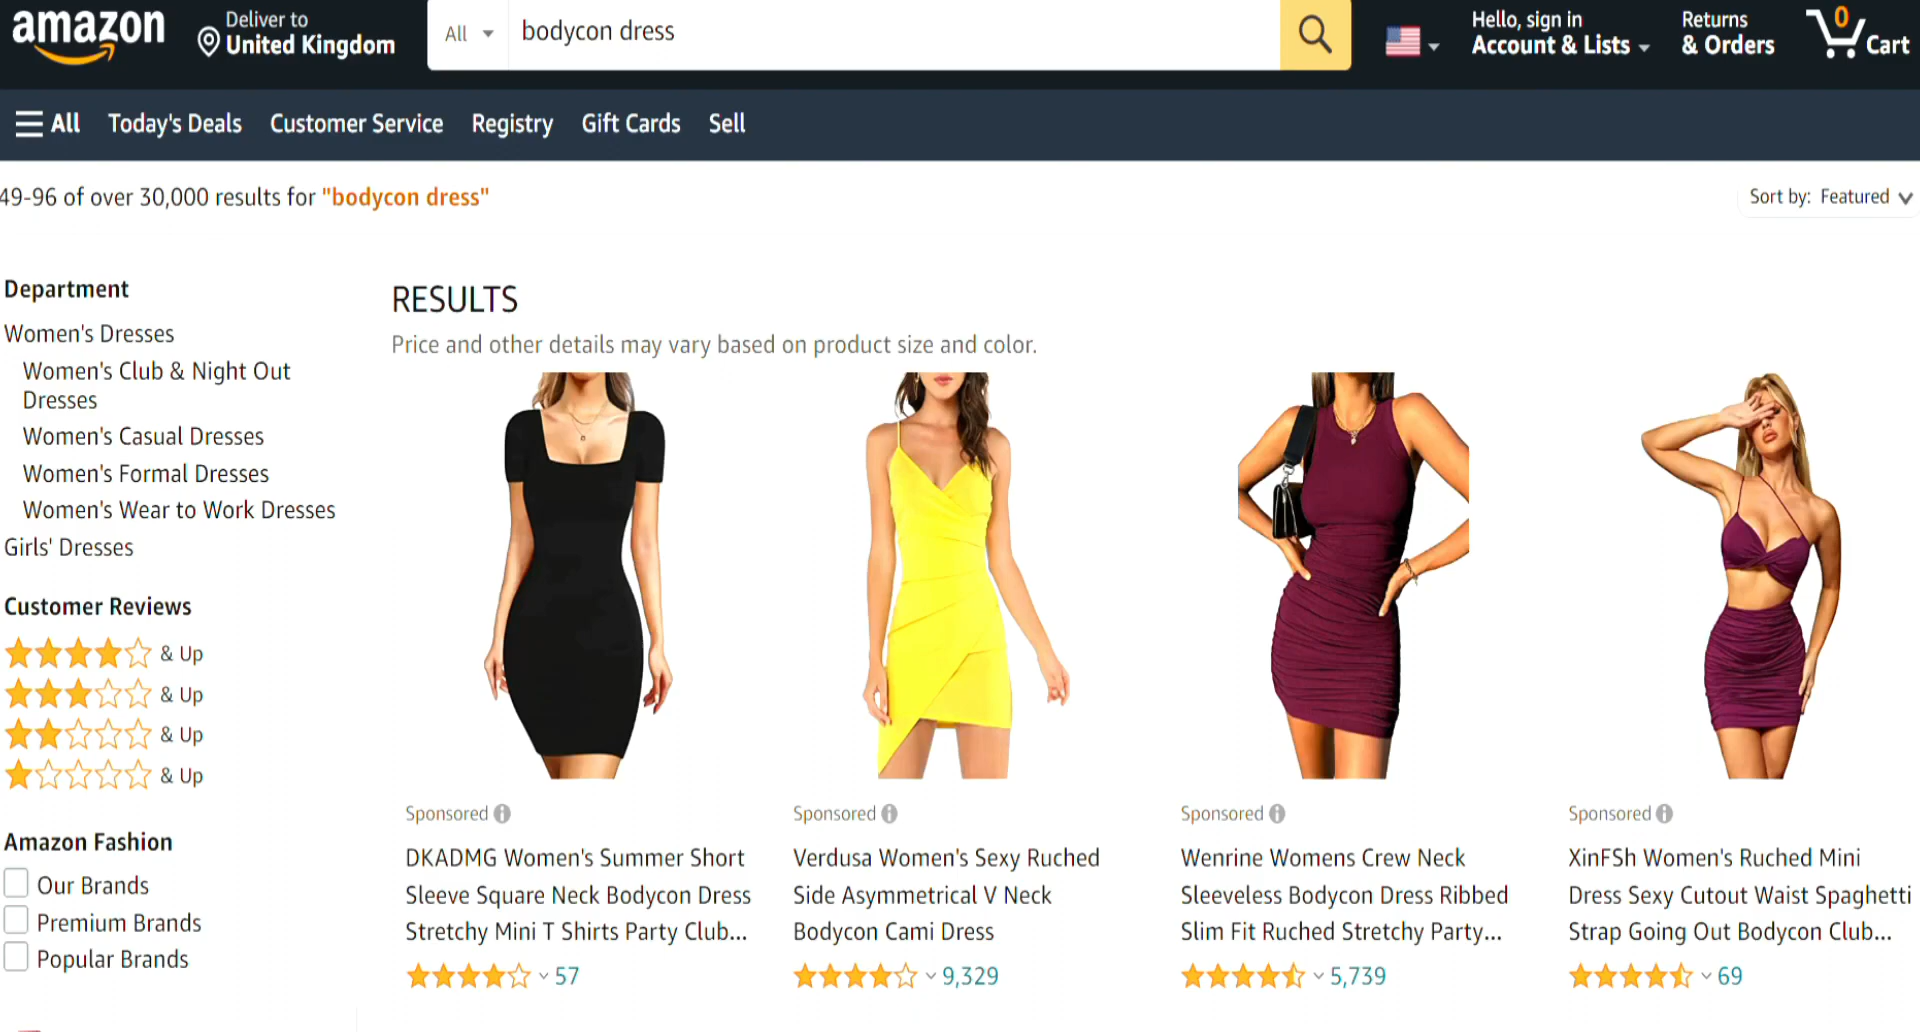 amazon
Deliver to
United Kingdom
All
bodycon dress
Hello, sign in
Account & Lists
Returns
& Orders
0
Cart
All
Today's Deals
Customer Service
Registry
Gift Cards
Sell
49-96 of over 30,000 results for "bodycon dress"
Sort by: Featured
Department
Women's Dresses
Women's Club & Night Out
Dresses
Women's Casual Dresses
Women's Formal Dresses
Women's Wear to Work Dresses
Girls' Dresses
Customer Reviews
& Up
& Up
& Up
& Up
Amazon Fashion
Our Brands
Premium Brands
Popular Brands
RESULTS
Price and other details may vary based on product size and color.
Sponsored
DKADMG Women's Summer Short
Sleeve Square Neck Bodycon Dress
Stretchy Mini T Shirts Party Club...
57
Sponsored
Verdusa Women's Sexy Ruched
Side Asymmetrical V Neck
Bodycon Cami Dress
9,329
Sponsored
Wenrine Womens Crew Neck
Sleeveless Bodycon Dress Ribbed
Slim Fit Ruched Stretchy Party...
5,739
Sponsored
XinFSh Women's Ruched Mini
Dress Sexy Cutout Waist Spaghetti
Strap Going Out Bodycon Club...
69